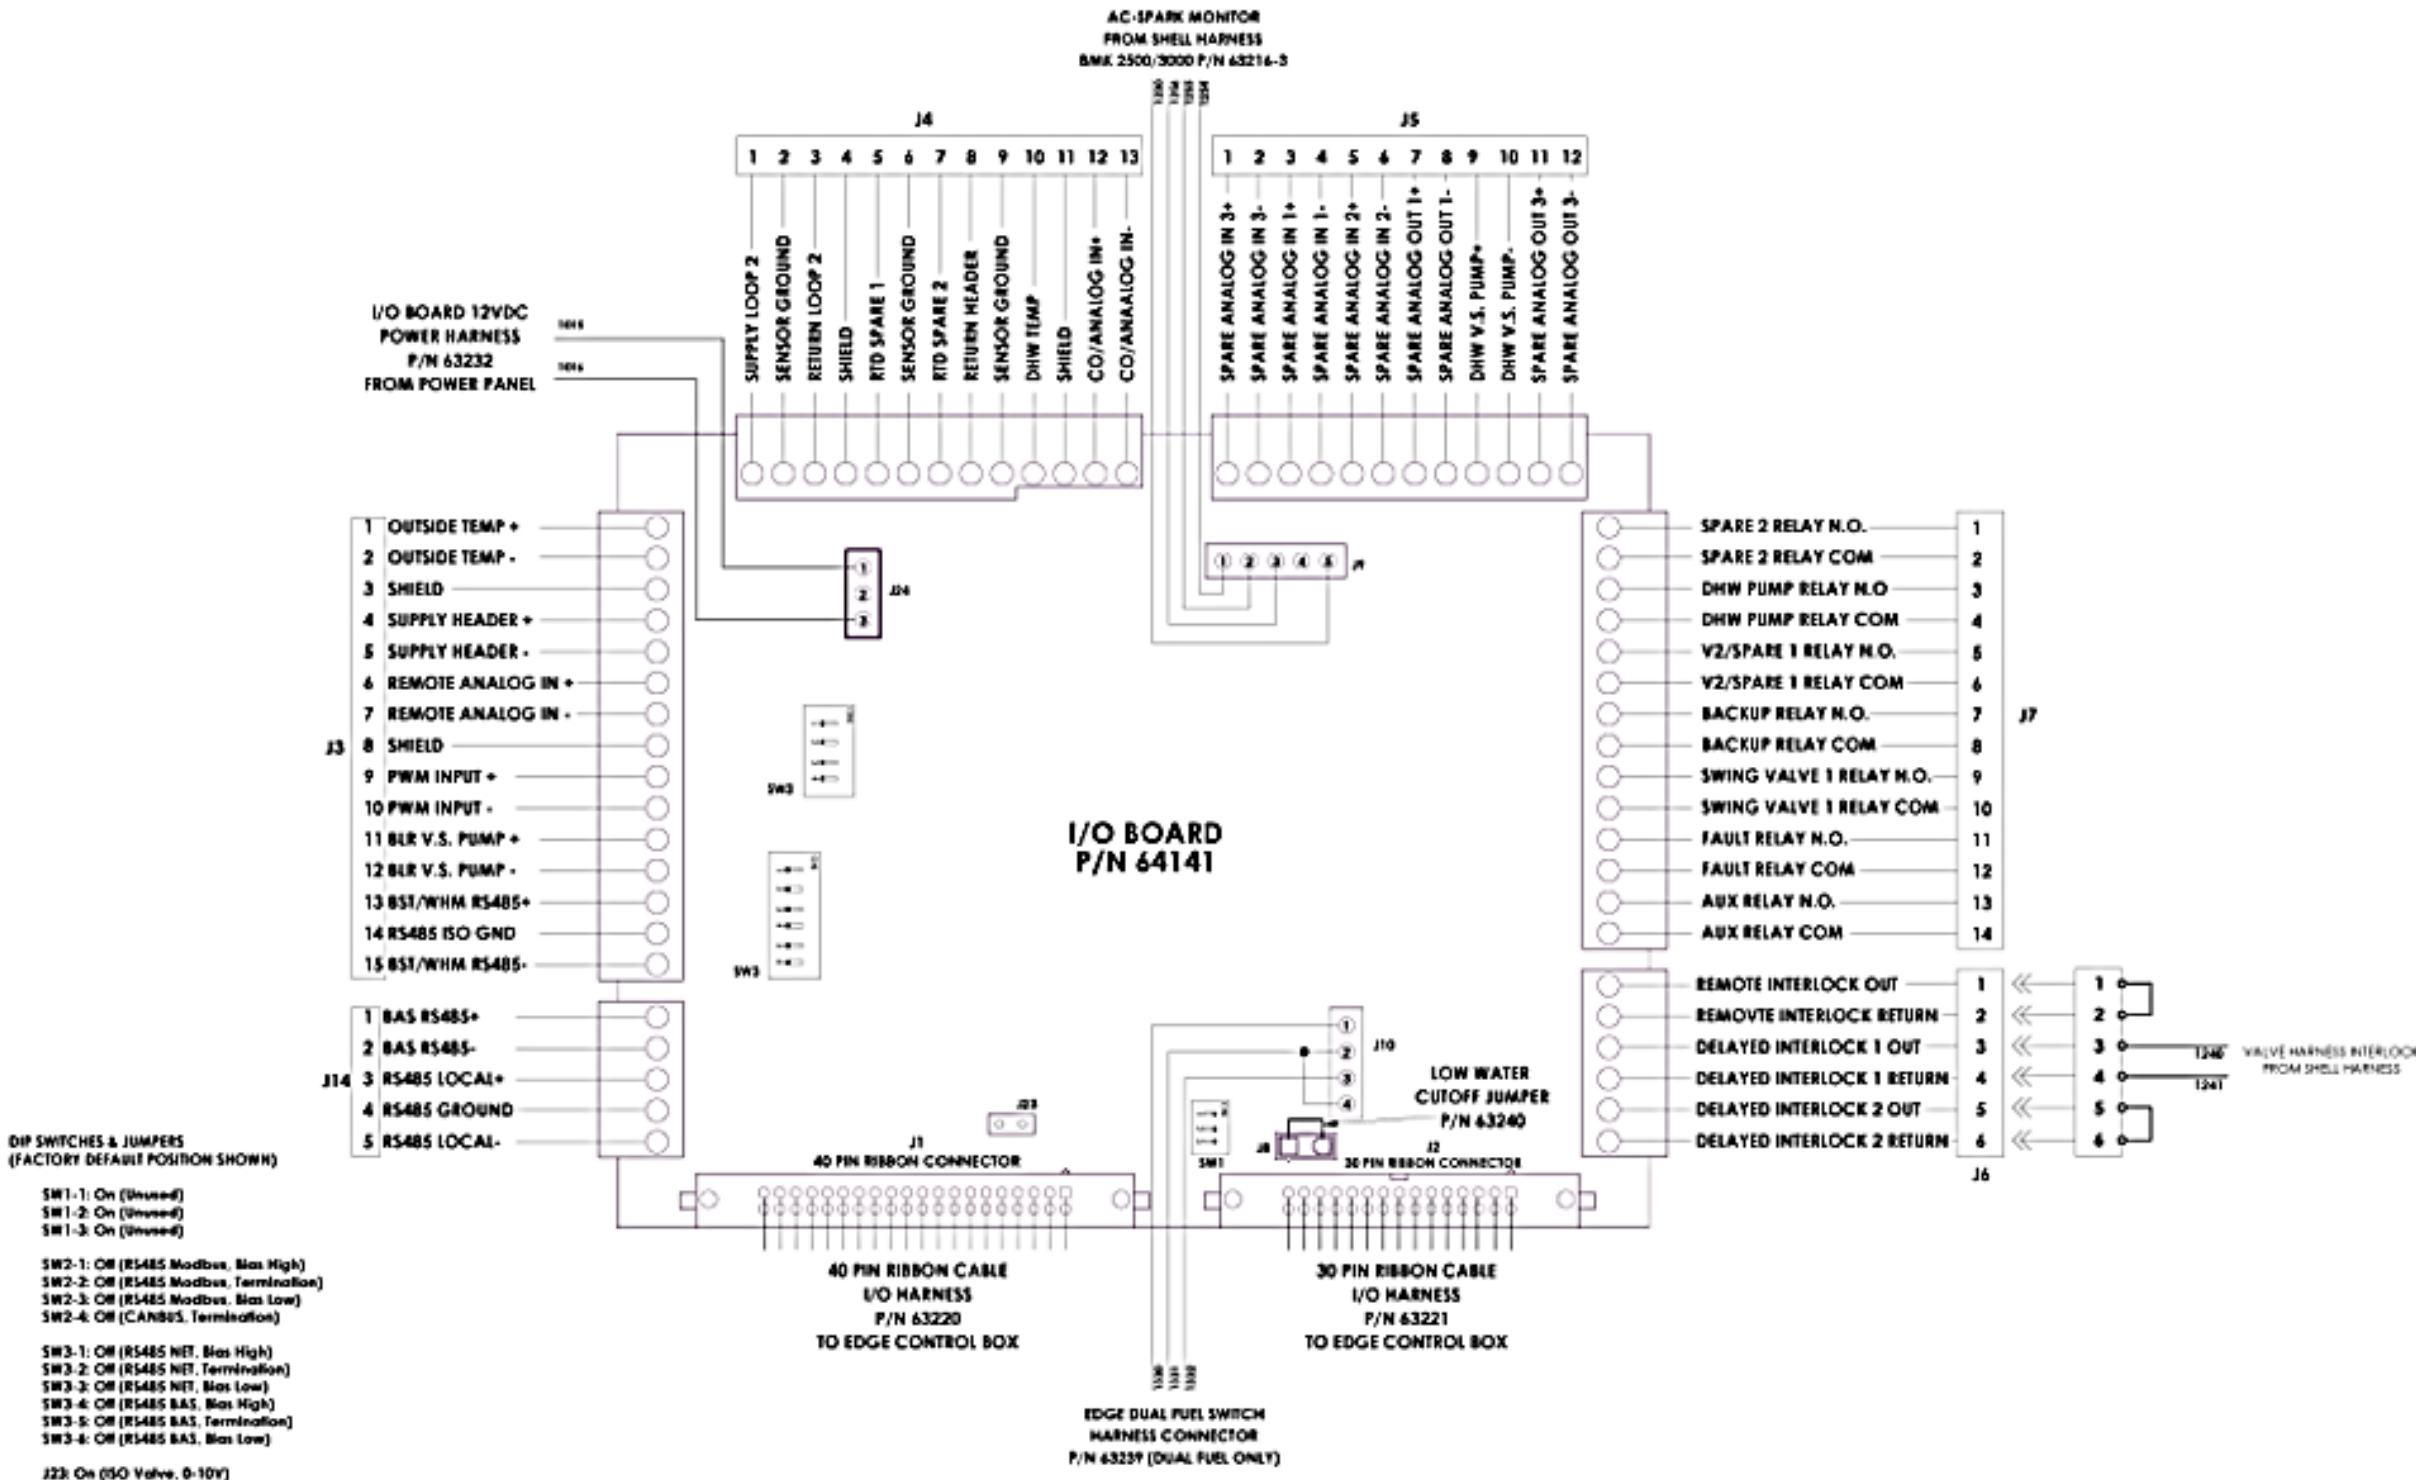 AC-SPARK MONITOR
FROM SHELL HARNESS
BMK 2500/3000 P/N 63216-3
J4
1 2 3 4 5 6 7 8 9 10 11 12 13
SUPPLY LOOP 2
SENSOR GROUND
RETURN LOOP 2
SHIELD
RTD SPARE 1
SENSOR GROUND
RTD SPARE 2
RETURN HEADER
SENSOR GROUND
DHW TEMP
SHIELD
CO/ANALOG IN+
CO/ANALOG IN-
J5
1 2 3 4 5 6 7 8 9 10 11 12
SPARE ANALOG IN 3+
SPARE ANALOG IN 3-
SPARE ANALOG IN 1+
SPARE ANALOG IN 1-
SPARE ANALOG IN 2+
SPARE ANALOG IN 2-
SPARE ANALOG OUT 1+
SPARE ANALOG OUT 1-
DHW V.S. PUMP+
DHW V.S. PUMP-
SPARE ANALOG OUT 3+
SPARE ANALOG OUT 3-
I/O BOARD 12VDC
POWER HARNESS
P/N 63232
FROM POWER PANEL
1015
1016
J3
1 OUTSIDE TEMP +
2 OUTSIDE TEMP -
3 SHIELD
4 SUPPLY HEADER +
5 SUPPLY HEADER -
6 REMOTE ANALOG IN +
7 REMOTE ANALOG IN -
8 SHIELD
9 PWM INPUT +
10 PWM INPUT -
11 BLR V.S. PUMP +
12 BLR V.S. PUMP -
13 BST/WHM RS485+
14 RS485 ISO GND
15 BST/WHM RS485-
J14
1 BAS RS485+
2 BAS RS485-
3 RS485 LOCAL+
4 RS485 GROUND
5 RS485 LOCAL-
1
2
3
J24
1 2 3 4 5
J9
SW3
I/O BOARD
P/N 64141
SPARE 2 RELAY N.O. 1
SPARE 2 RELAY COM 2
DHW PUMP RELAY N.O 3
DHW PUMP RELAY COM 4
V2/SPARE 1 RELAY N.O. 5
V2/SPARE 1 RELAY COM 6
BACKUP RELAY N.O. 7
BACKUP RELAY COM 8
SWING VALVE 1 RELAY N.O. 9
SWING VALVE 1 RELAY COM 10
FAULT RELAY N.O. 11
FAULT RELAY COM 12
AUX RELAY N.O. 13
AUX RELAY COM 14
J7
REMOTE INTERLOCK OUT 1 1
REMOVTE INTERLOCK RETURN 2 2
DELAYED INTERLOCK 1 OUT 3 3
DELAYED INTERLOCK 1 RETURN 4 4
DELAYED INTERLOCK 2 OUT 5 5
DELAYED INTERLOCK 2 RETURN 6 6
J6
1240
1241
VALVE HARNESS INTERLOCK
FROM SHELL HARNESS
1
2
3
4
J10
LOW WATER
CUTOFF JUMPER
P/N 63240
J23
SW1
J8
J1
40 PIN RIBBON CONNECTOR
J2
30 PIN RIBBON CONNECTOR
40 PIN RIBBON CABLE
I/O HARNESS
P/N 63220
TO EDGE CONTROL BOX
30 PIN RIBBON CABLE
I/O HARNESS
P/N 63221
TO EDGE CONTROL BOX
EDGE DUAL FUEL SWITCH
HARNESS CONNECTOR
P/N 63239 (DUAL FUEL ONLY)
DIP SWITCHES & JUMPERS
(FACTORY DEFAULT POSITION SHOWN)
SW1-1: On (Unused)
SW1-2: On (Unused)
SW1-3: On (Unused)
SW2-1: Off (RS485 Modbus, Bias High)
SW2-2: Off (RS485 Modbus, Termination)
SW2-3: Off (RS485 Modbus, Bias Low)
SW2-4: Off (CANBUS, Termination)
SW3-1: Off (RS485 NET, Bias High)
SW3-2: Off (RS485 NET, Termination)
SW3-3: Off (RS485 NET, Bias Low)
SW3-4: Off (RS485 BAS, Bias High)
SW3-5: Off (RS485 BAS, Termination)
SW3-6: Off (RS485 BAS, Bias Low)
J23: On (ISO Valve, 0-10V)